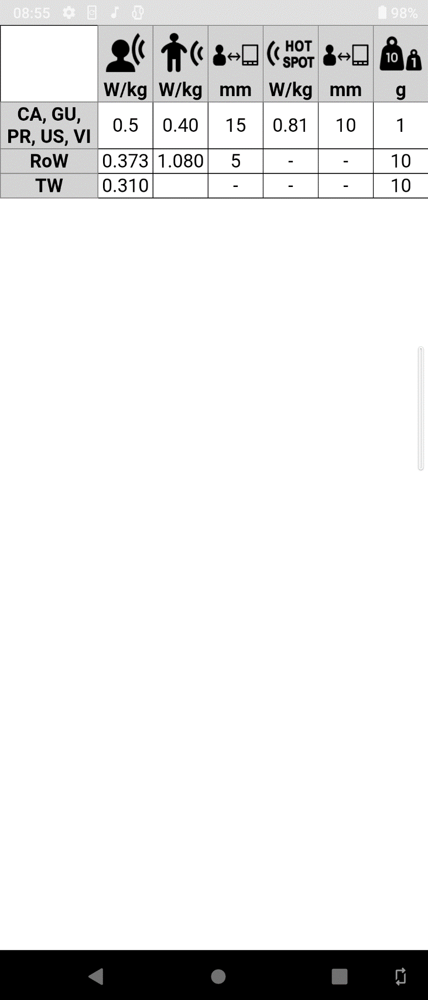 08:55 98%
HOT
SPOT
10 1
W/kg W/kg mm W/kg mm g
CA, GU,
PR, US, VI 0.5 0.40 15 0.81 10 1
RoW 0.373 1.080 5 - - 10
TW 0.310 - - - 10